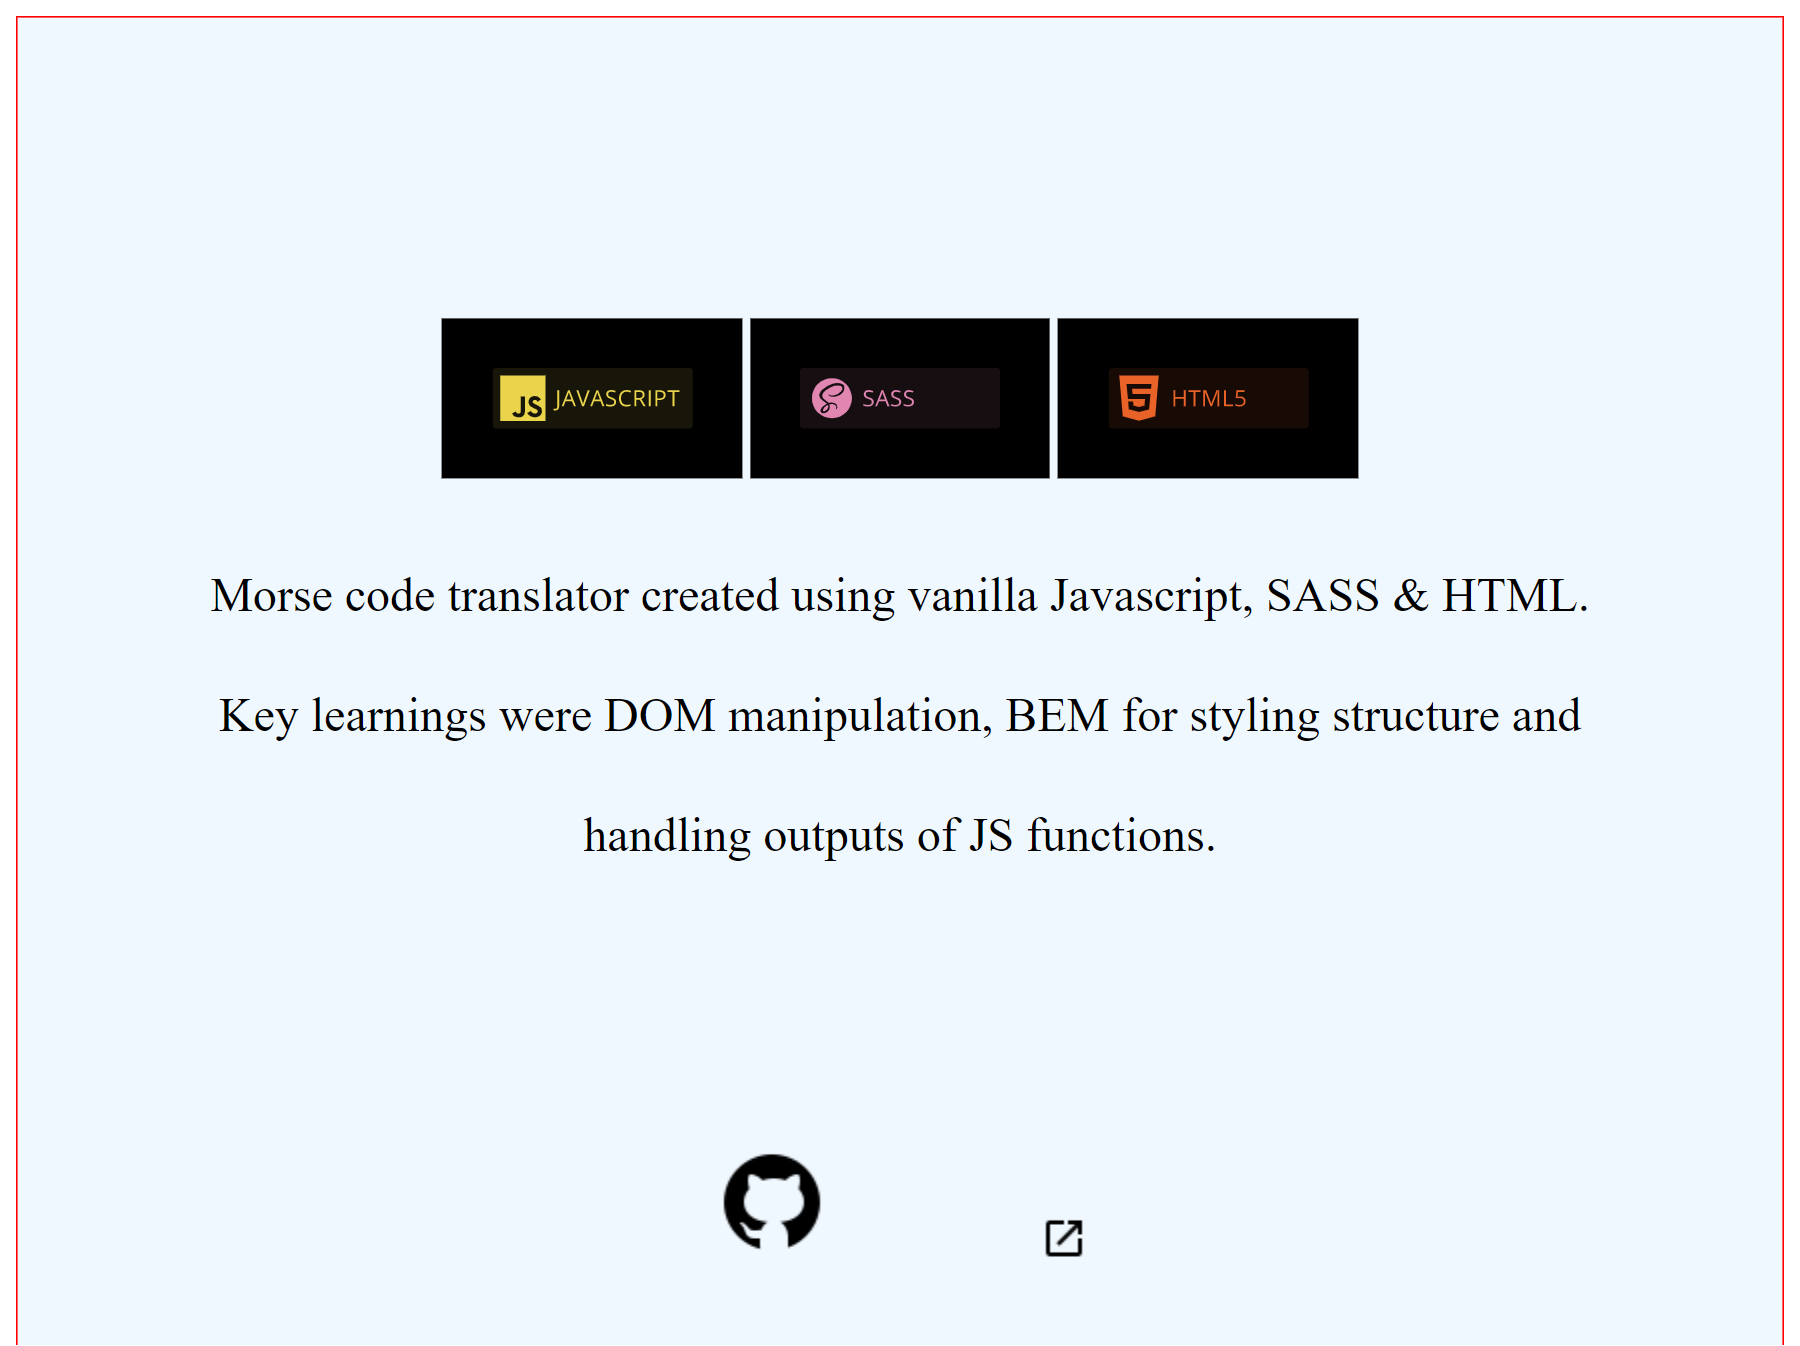 JS JAVASCRIPT SASS HTML5
Morse code translator created using vanilla Javascript, SASS & HTML.
Key learnings were DOM manipulation, BEM for styling structure and
handling outputs of JS functions.